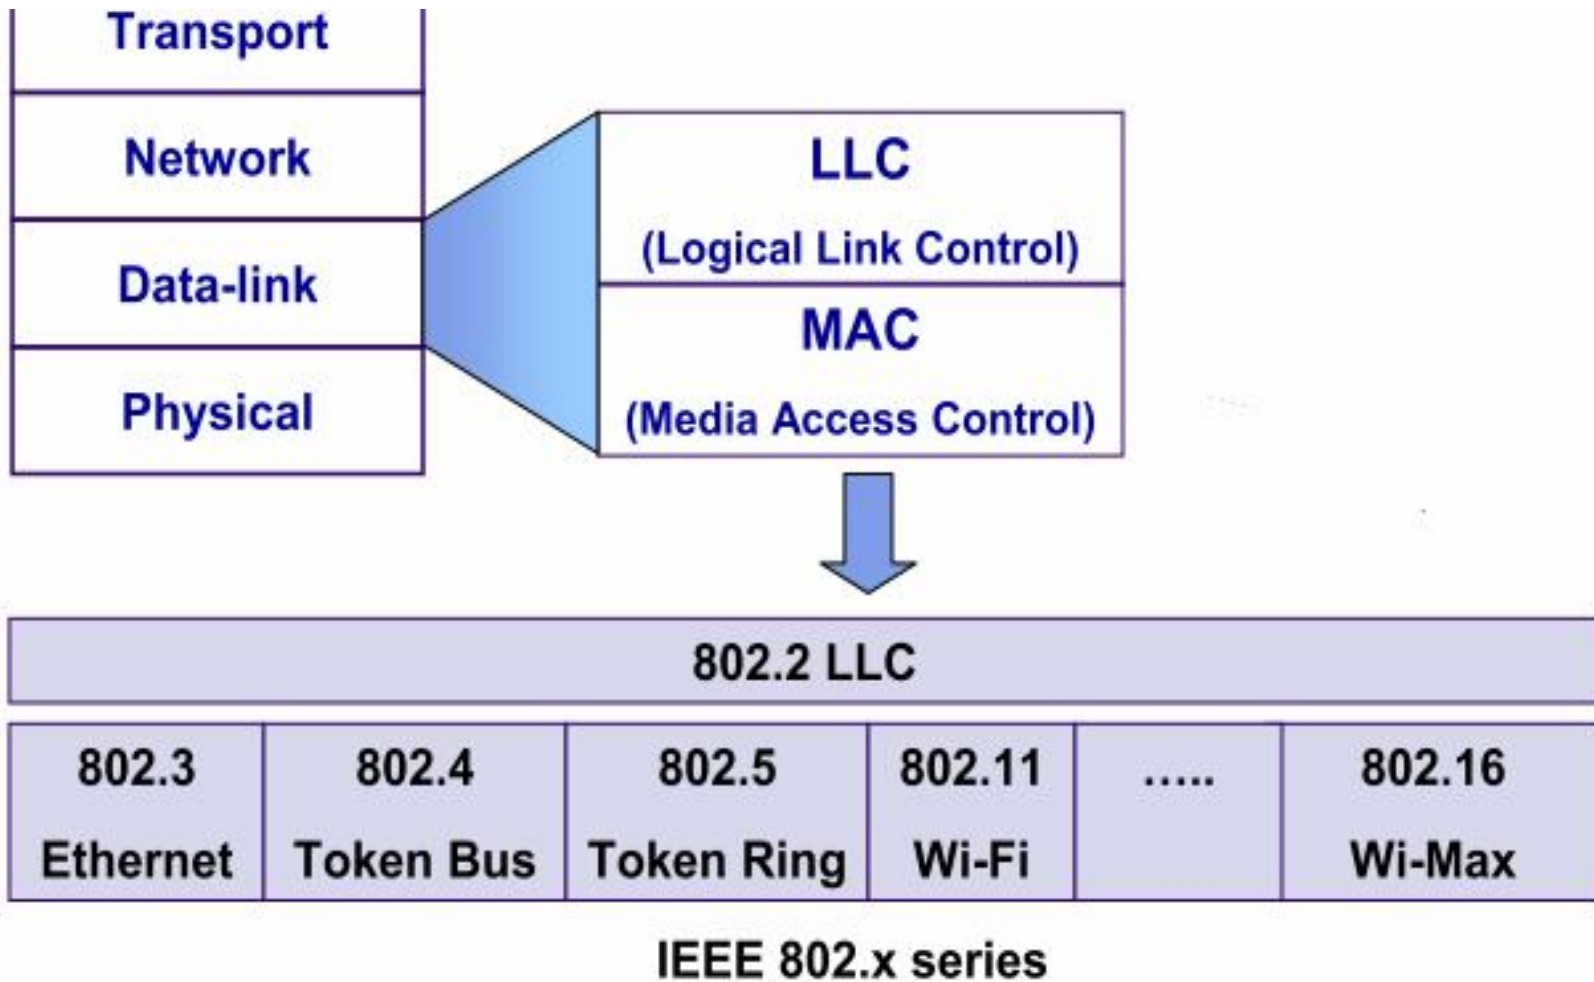 Transport
Network
Data-link
Physical
LLC
(Logical Link Control)
MAC
(Media Access Control)
802.2 LLC
802.3
Ethernet
802.4
Token Bus
802.5
Token Ring
802.11
Wi-Fi
.....
802.16
Wi-Max
IEEE 802.x series